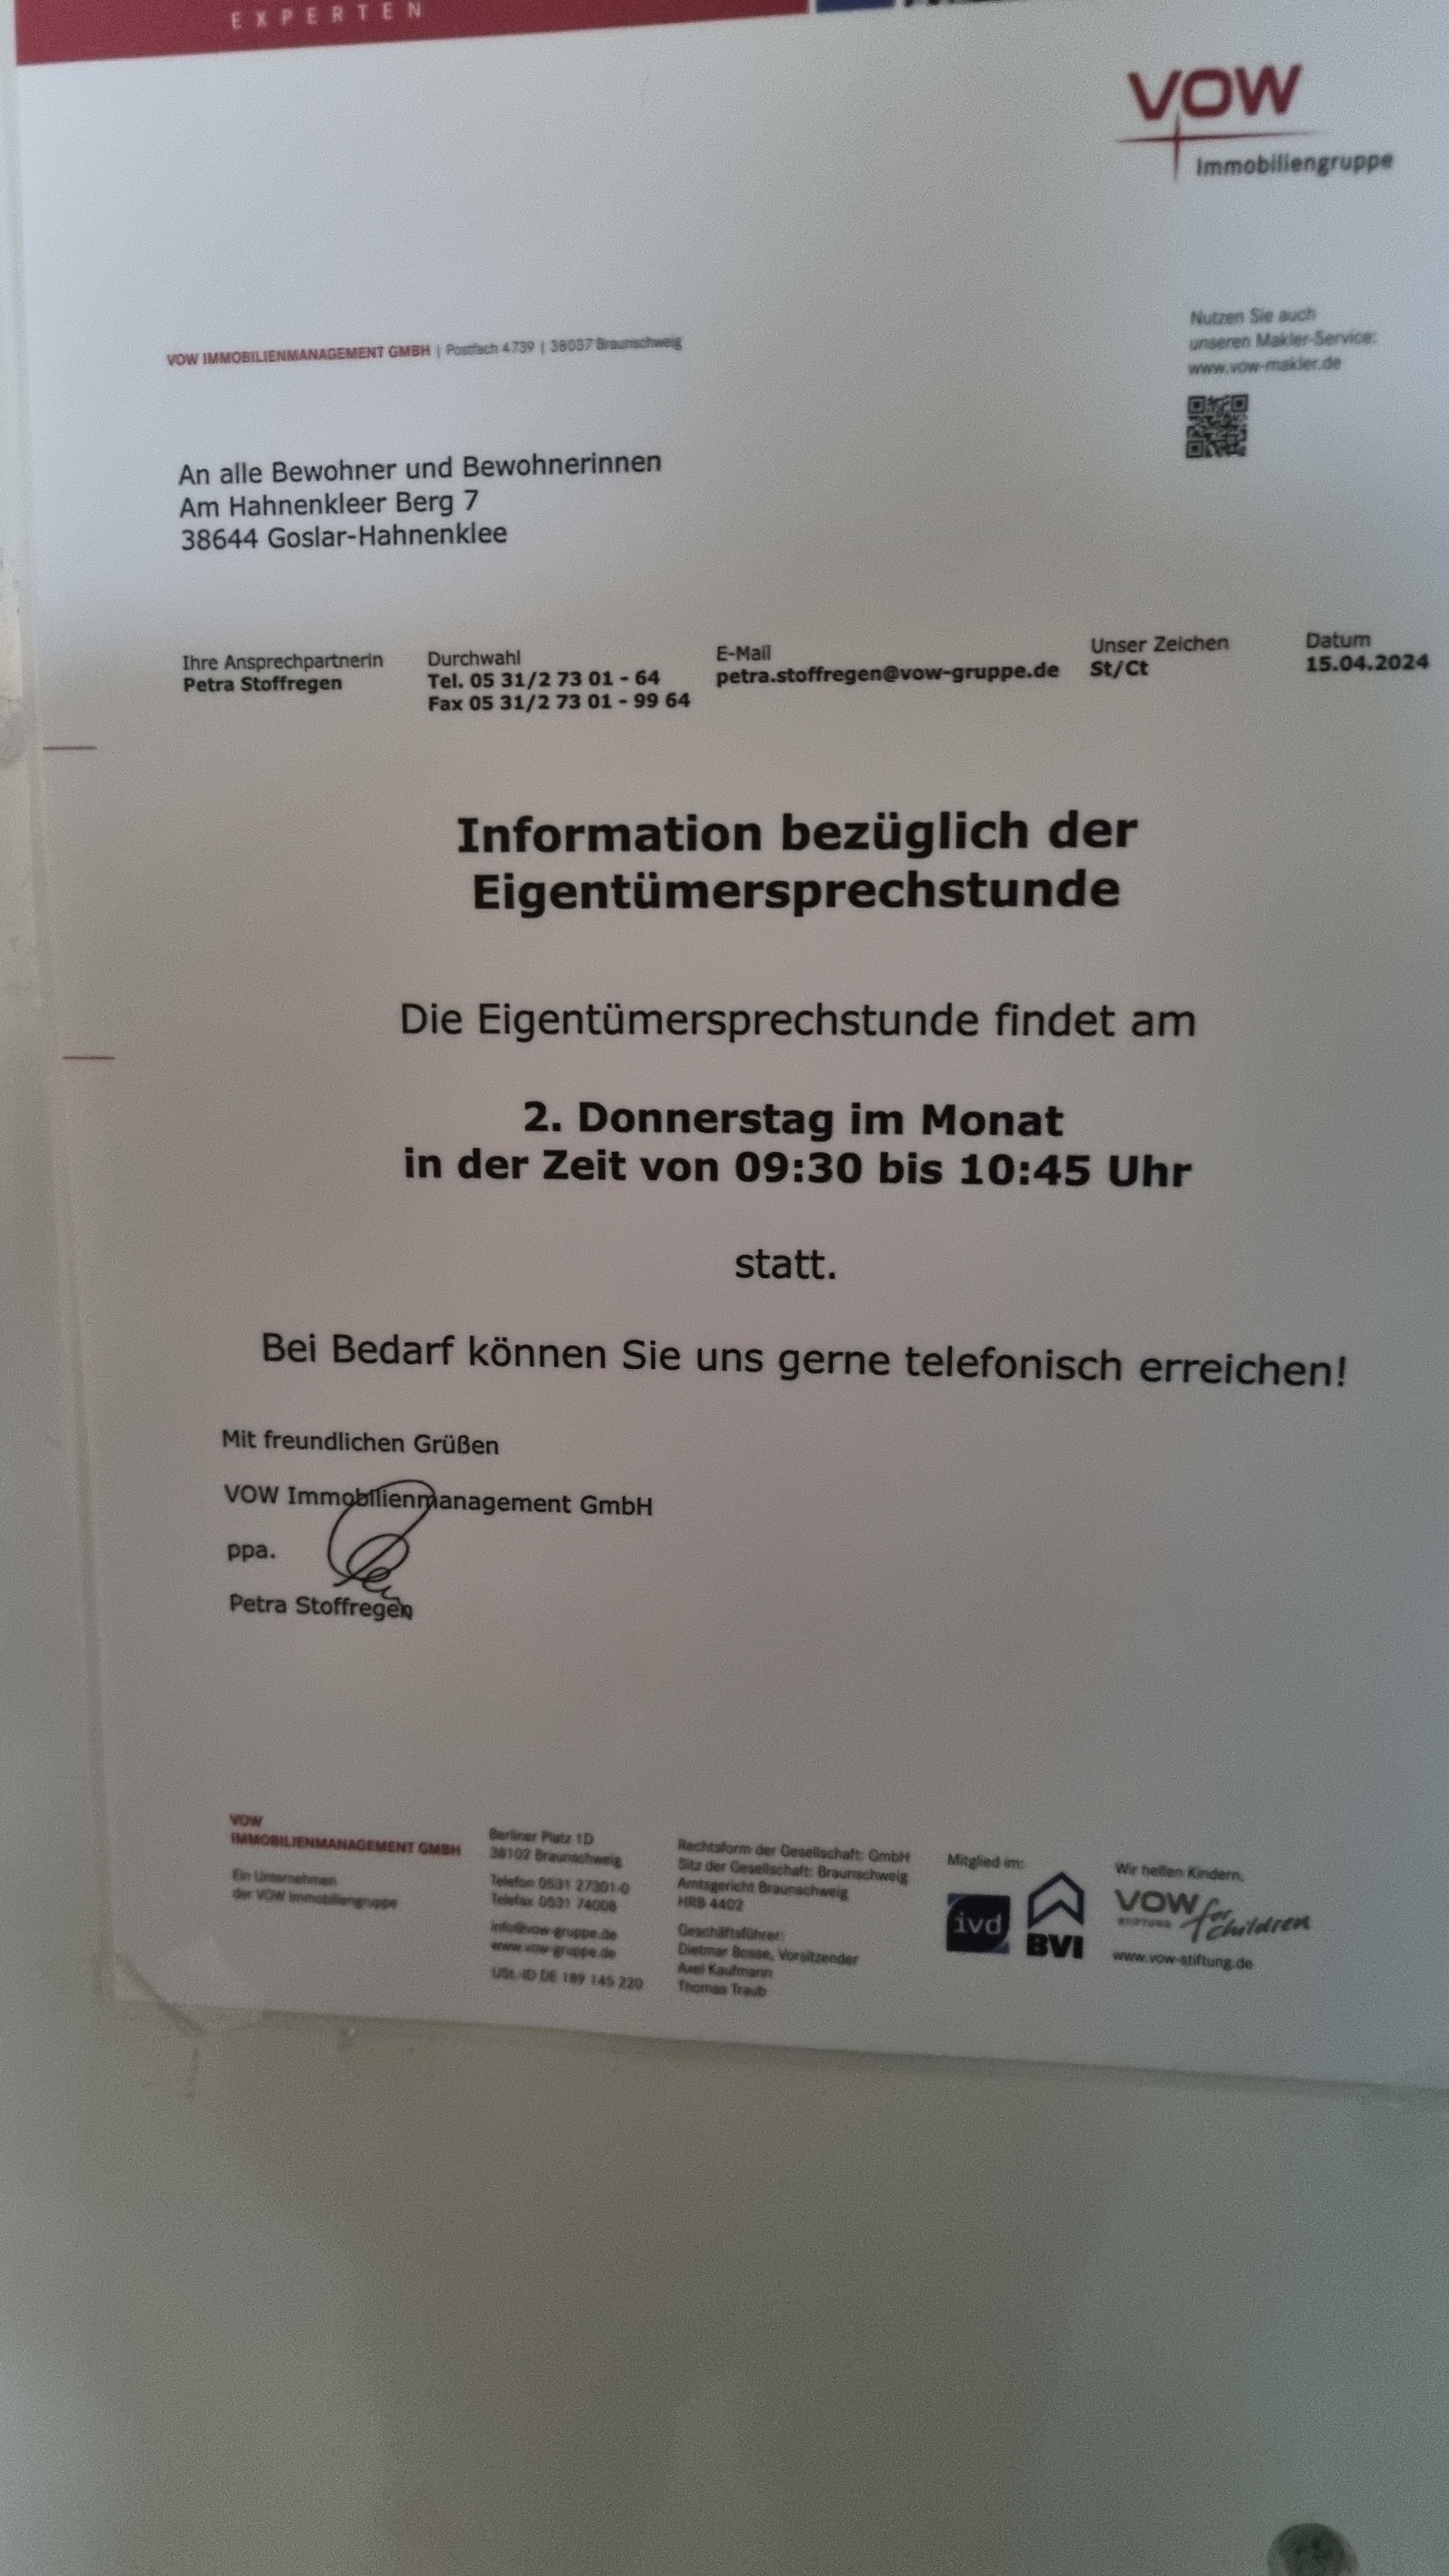 EXPERTEN
VOW
Immobiliengruppe
Nutzen Sie auch
unseren Makler-Service:
www.vow-makler.de
VOW IMMOBILIENMANAGEMENT GMBH | Postfach 4739 | 38037 Braunschweig
An alle Bewohner und Bewohnerinnen
Am Hahnenkleer Berg 7
38644 Goslar-Hahnenklee
Ihre Ansprechpartnerin
Petra Stoffregen
Durchwahl
Tel. 05 31/2 73 01 - 64
Fax 05 31/2 73 01 - 99 64
E-Mail
petra.stoffregen@vow-gruppe.de
Unser Zeichen
St/Ct
Datum
15.04.2024
Information bezüglich der
Eigentümersprechstunde
Die Eigentümersprechstunde findet am
2. Donnerstag im Monat
in der Zeit von 09:30 bis 10:45 Uhr
statt.
Bei Bedarf können Sie uns gerne telefonisch erreichen!
Mit freundlichen Grüßen
VOW Immobilienmanagement GmbH
ppa.
Petra Stoffregen
VOW
IMMOBILIENMANAGEMENT GMBH
Ein Unternehmen
der VOW Immobiliengruppe
Berliner Platz 1D
38102 Braunschweig
Telefon 0531 27301-0
Telefax 0531 74008
info@vow-gruppe.de
www.vow-gruppe.de
USt.-ID DE 189 145 220
Rechtsform der Gesellschaft: GmbH
Sitz der Gesellschaft: Braunschweig
Amtsgericht Braunschweig
HRB 4402
Geschäftsführer:
Dietmar Bosse, Vorsitzender
Axel Kaufmann
Thomas Traub
Mitglied im:
ivd
BVI
Wir helfen Kindern.
VOW for children
STIFTUNG
www.vow-stiftung.de